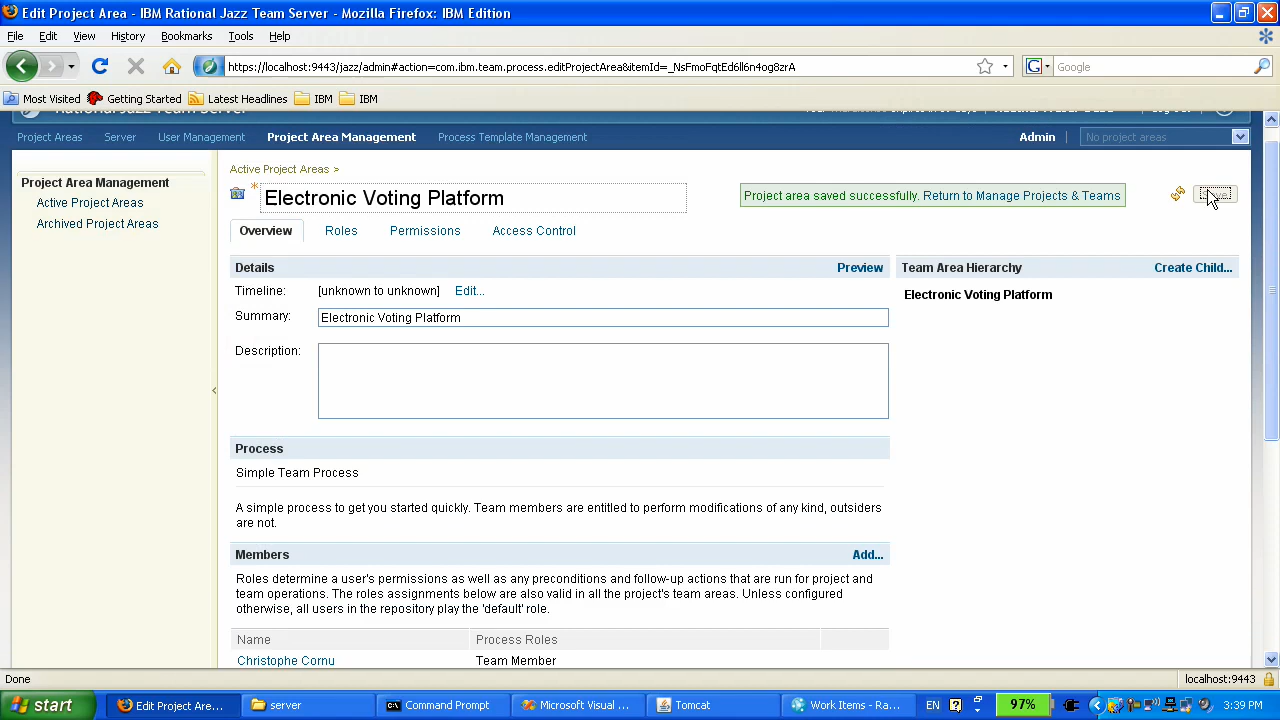 Edit Project Area - IBM Rational Jazz Team Server - Mozilla Firefox: IBM Edition
File Edit View History Bookmarks Tools Help
https://localhost:9443/jazz/admin#action=com.ibm.team.process.editProjectArea&itemId=_NsFmoFqtEd6ll6n4og8zrA
G Google
Most Visited Getting Started Latest Headlines IBM IBM
Rational Jazz Team Server
Project Areas Server User Management Project Area Management Process Template Management Admin | No project areas
Project Area Management
Active Project Areas
Archived Project Areas
Active Project Areas >
* Electronic Voting Platform
Project area saved successfully. Return to Manage Projects & Teams
Overview Roles Permissions Access Control
Details Preview
Timeline: [unknown to unknown] Edit...
Summary: Electronic Voting Platform
Description:
Team Area Hierarchy Create Child...
Electronic Voting Platform
Process
Simple Team Process
A simple process to get you started quickly. Team members are entitled to perform modifications of any kind, outsiders
are not.
Members Add...
Roles determine a user's permissions as well as any preconditions and follow-up actions that are run for project and
team operations. The roles assignments below are also valid in all the project's team areas. Unless configured
otherwise, all users in the repository play the 'default' role.
Name Process Roles
Christophe Cornu Team Member
Done localhost:9443
start Edit Project Are... server Command Prompt Microsoft Visual ... Tomcat Work Items - Ra... EN 97% 3:39 PM